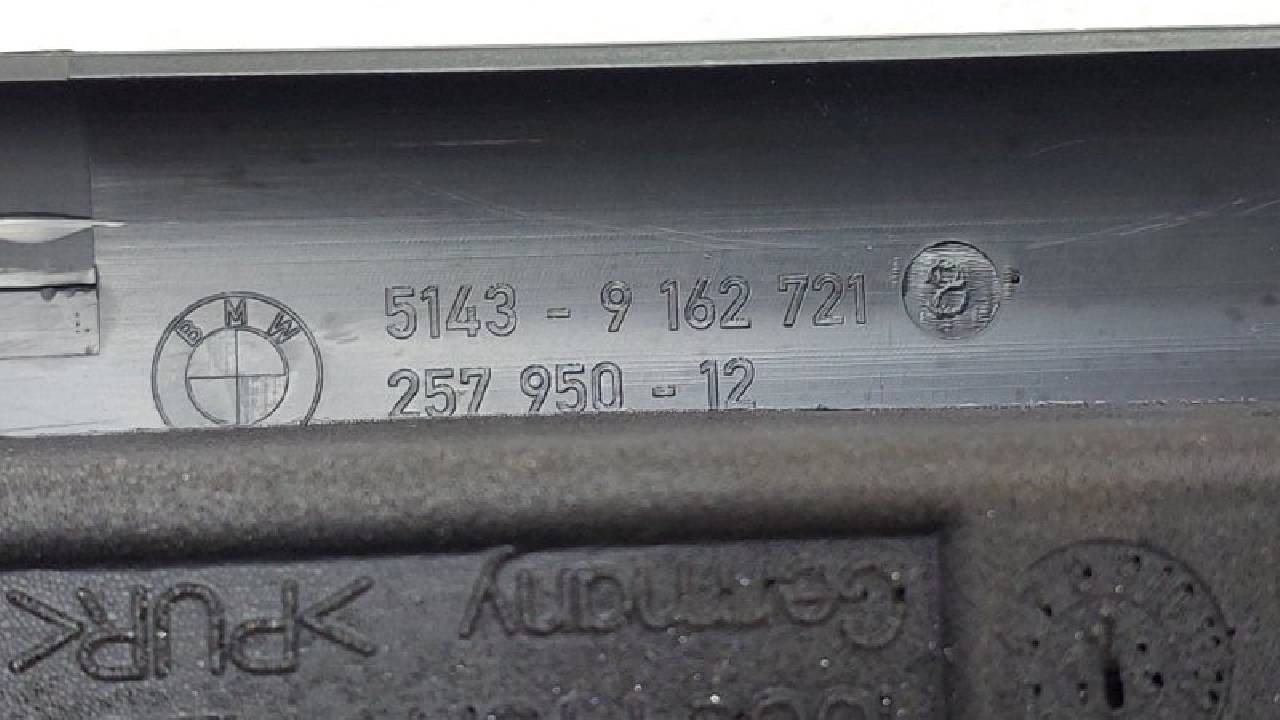 BMW
5143 - 9 162 721
257 950 - 12
Germany
>PUR<